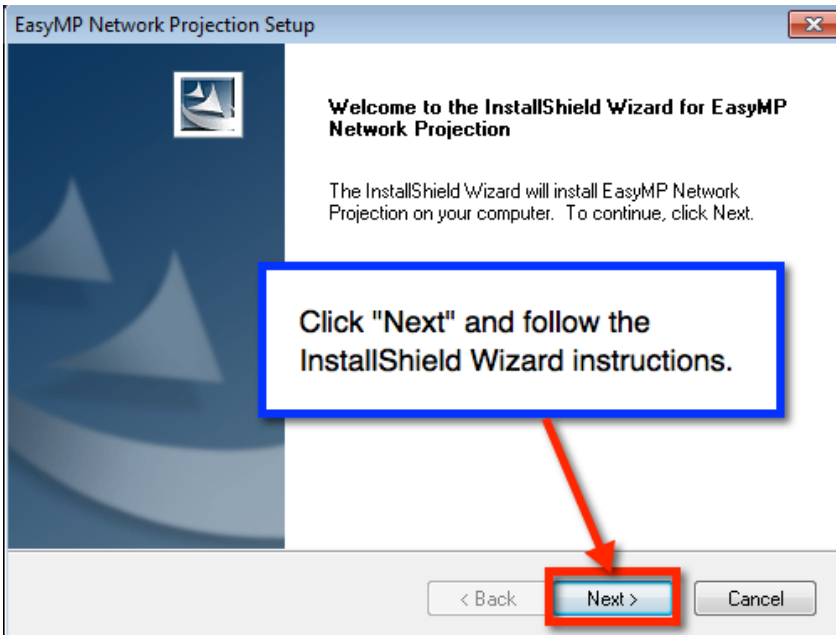 EasyMP Network Projection Setup
Welcome to the InstallShield Wizard for EasyMP
Network Projection
The InstallShield Wizard will install EasyMP Network
Projection on your computer. To continue, click Next.
Click "Next" and follow the
InstallShield Wizard instructions.
< Back Next > Cancel